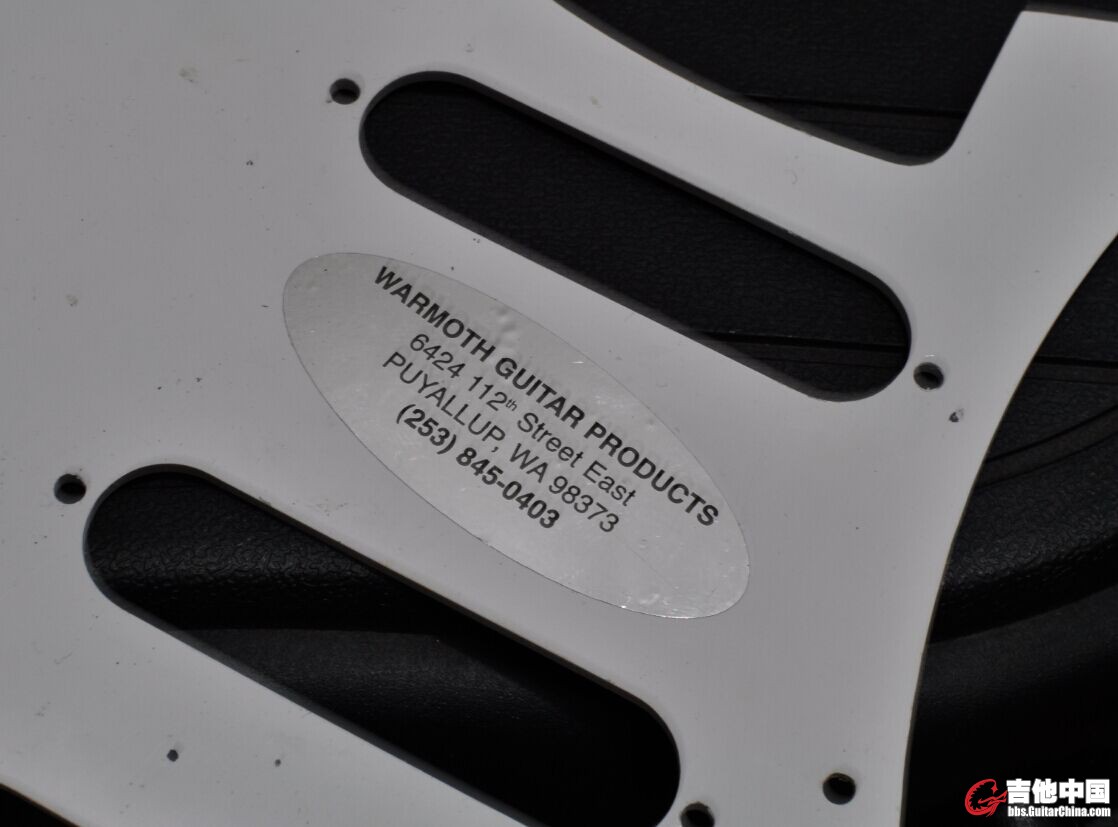 WARMOTH GUITAR PRODUCTS
6424 112th Street East
PUYALLUP, WA 98373
(253) 845-0403
吉他中国
bbs.GuitarChina.com